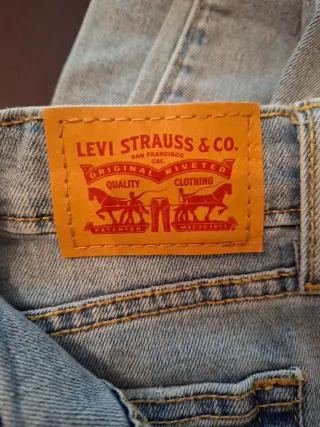 LEVI STRAUSS & CO.
SAN FRANCISCO
CAL.
ORIGINAL RIVETED
QUALITY CLOTHING
PATENTED MAY 20 1873